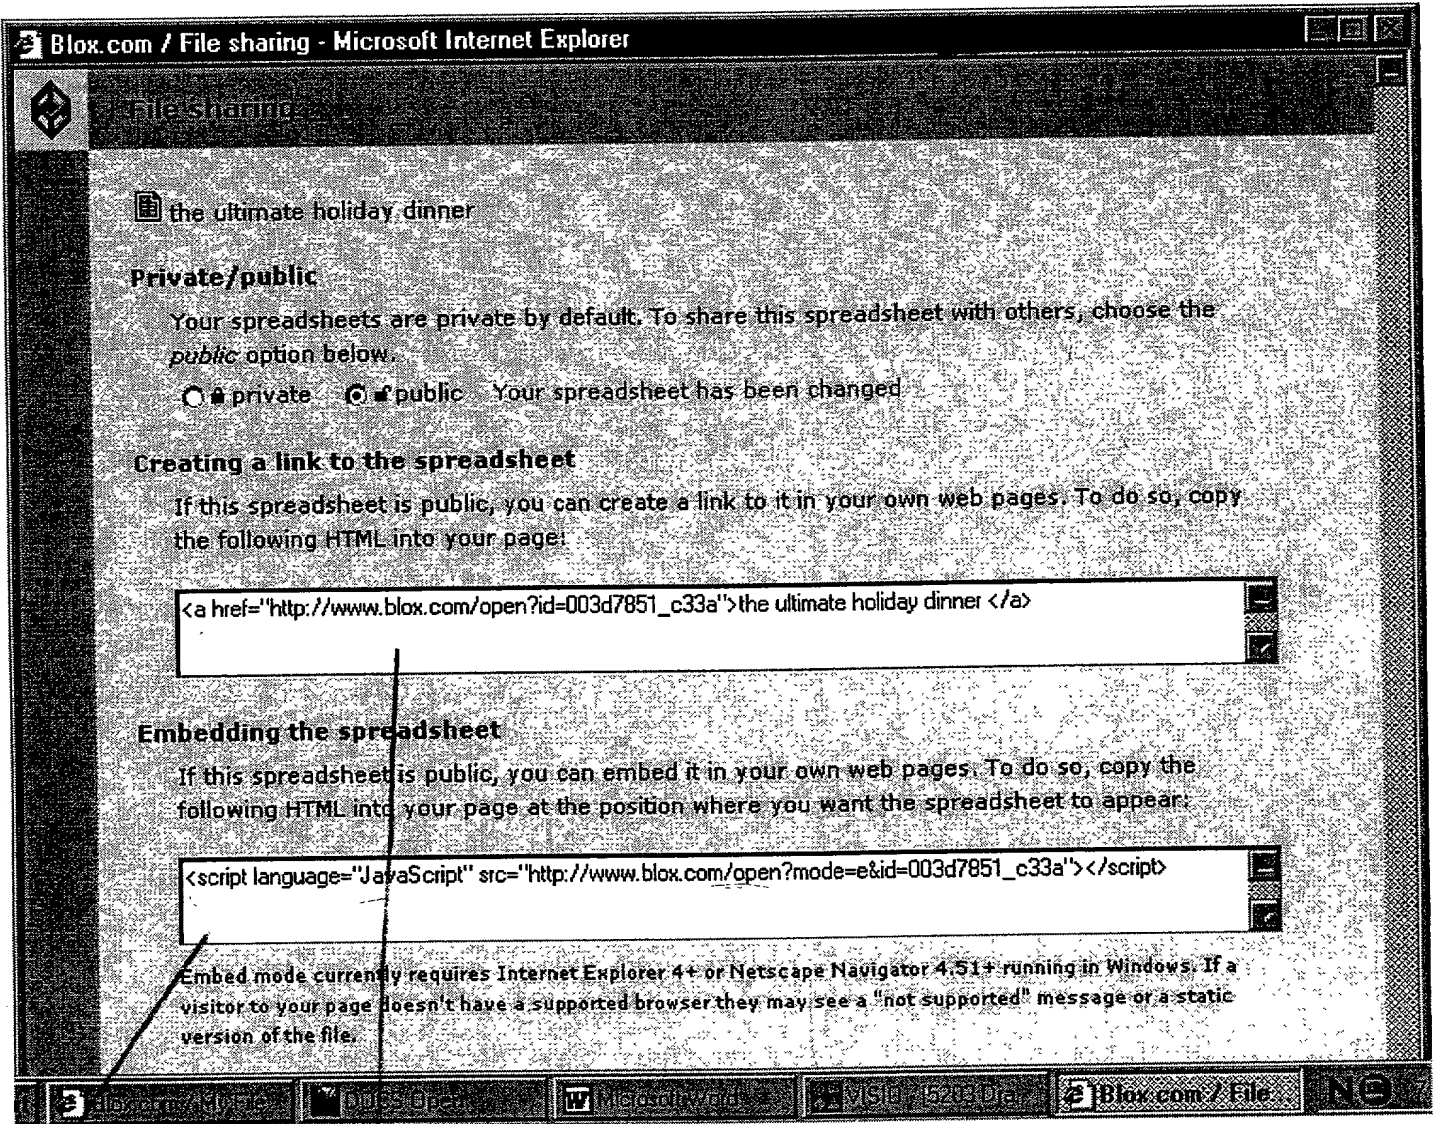 Blox.com / File sharing - Microsoft Internet Explorer
File sharing
the ultimate holiday dinner
Private/public
Your spreadsheets are private by default. To share this spreadsheet with others, choose the
public option below.
private public Your spreadsheet has been changed
Creating a link to the spreadsheet
If this spreadsheet is public, you can create a link to it in your own web pages. To do so, copy
the following HTML into your page:
<a href="http://www.blox.com/open?id=003d7851_c33a">the ultimate holiday dinner </a>
Embedding the spreadsheet
If this spreadsheet is public, you can embed it in your own web pages. To do so, copy the
following HTML into your page at the position where you want the spreadsheet to appear:
<script language="JavaScript" src="http://www.blox.com/open?mode=e&id=003d7851_c33a"></script>
Embed mode currently requires Internet Explorer 4+ or Netscape Navigator 4.51+ running in Windows. If a
visitor to your page doesn't have a supported browser they may see a "not supported" message or a static
version of the file.
Blox.com / My File DOCS Open Microsoft Word VISIO Blox.com / File...